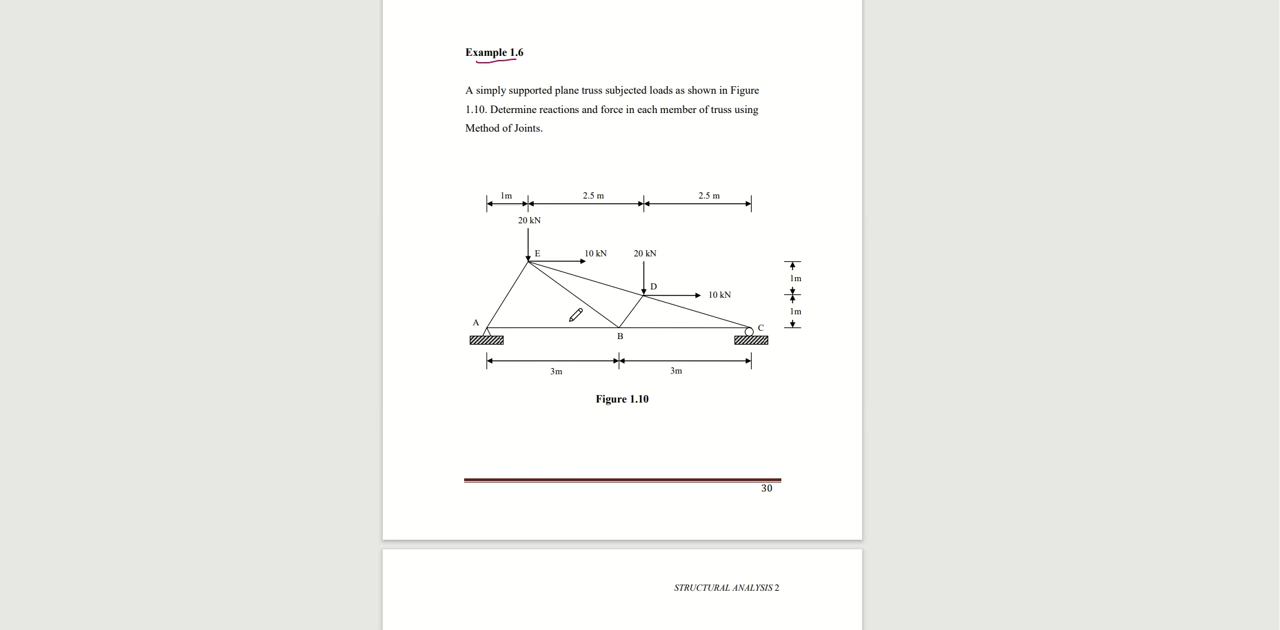 Example 1.6
A simply supported plane truss subjected loads as shown in Figure
1.10. Determine reactions and force in each member of truss using
Method of Joints.
1m 2.5 m 2.5 m
20 kN
E 10 kN 20 kN
D
1m
10 kN
1m
A C
B
3m 3m
Figure 1.10
30
STRUCTURAL ANALYSIS 2